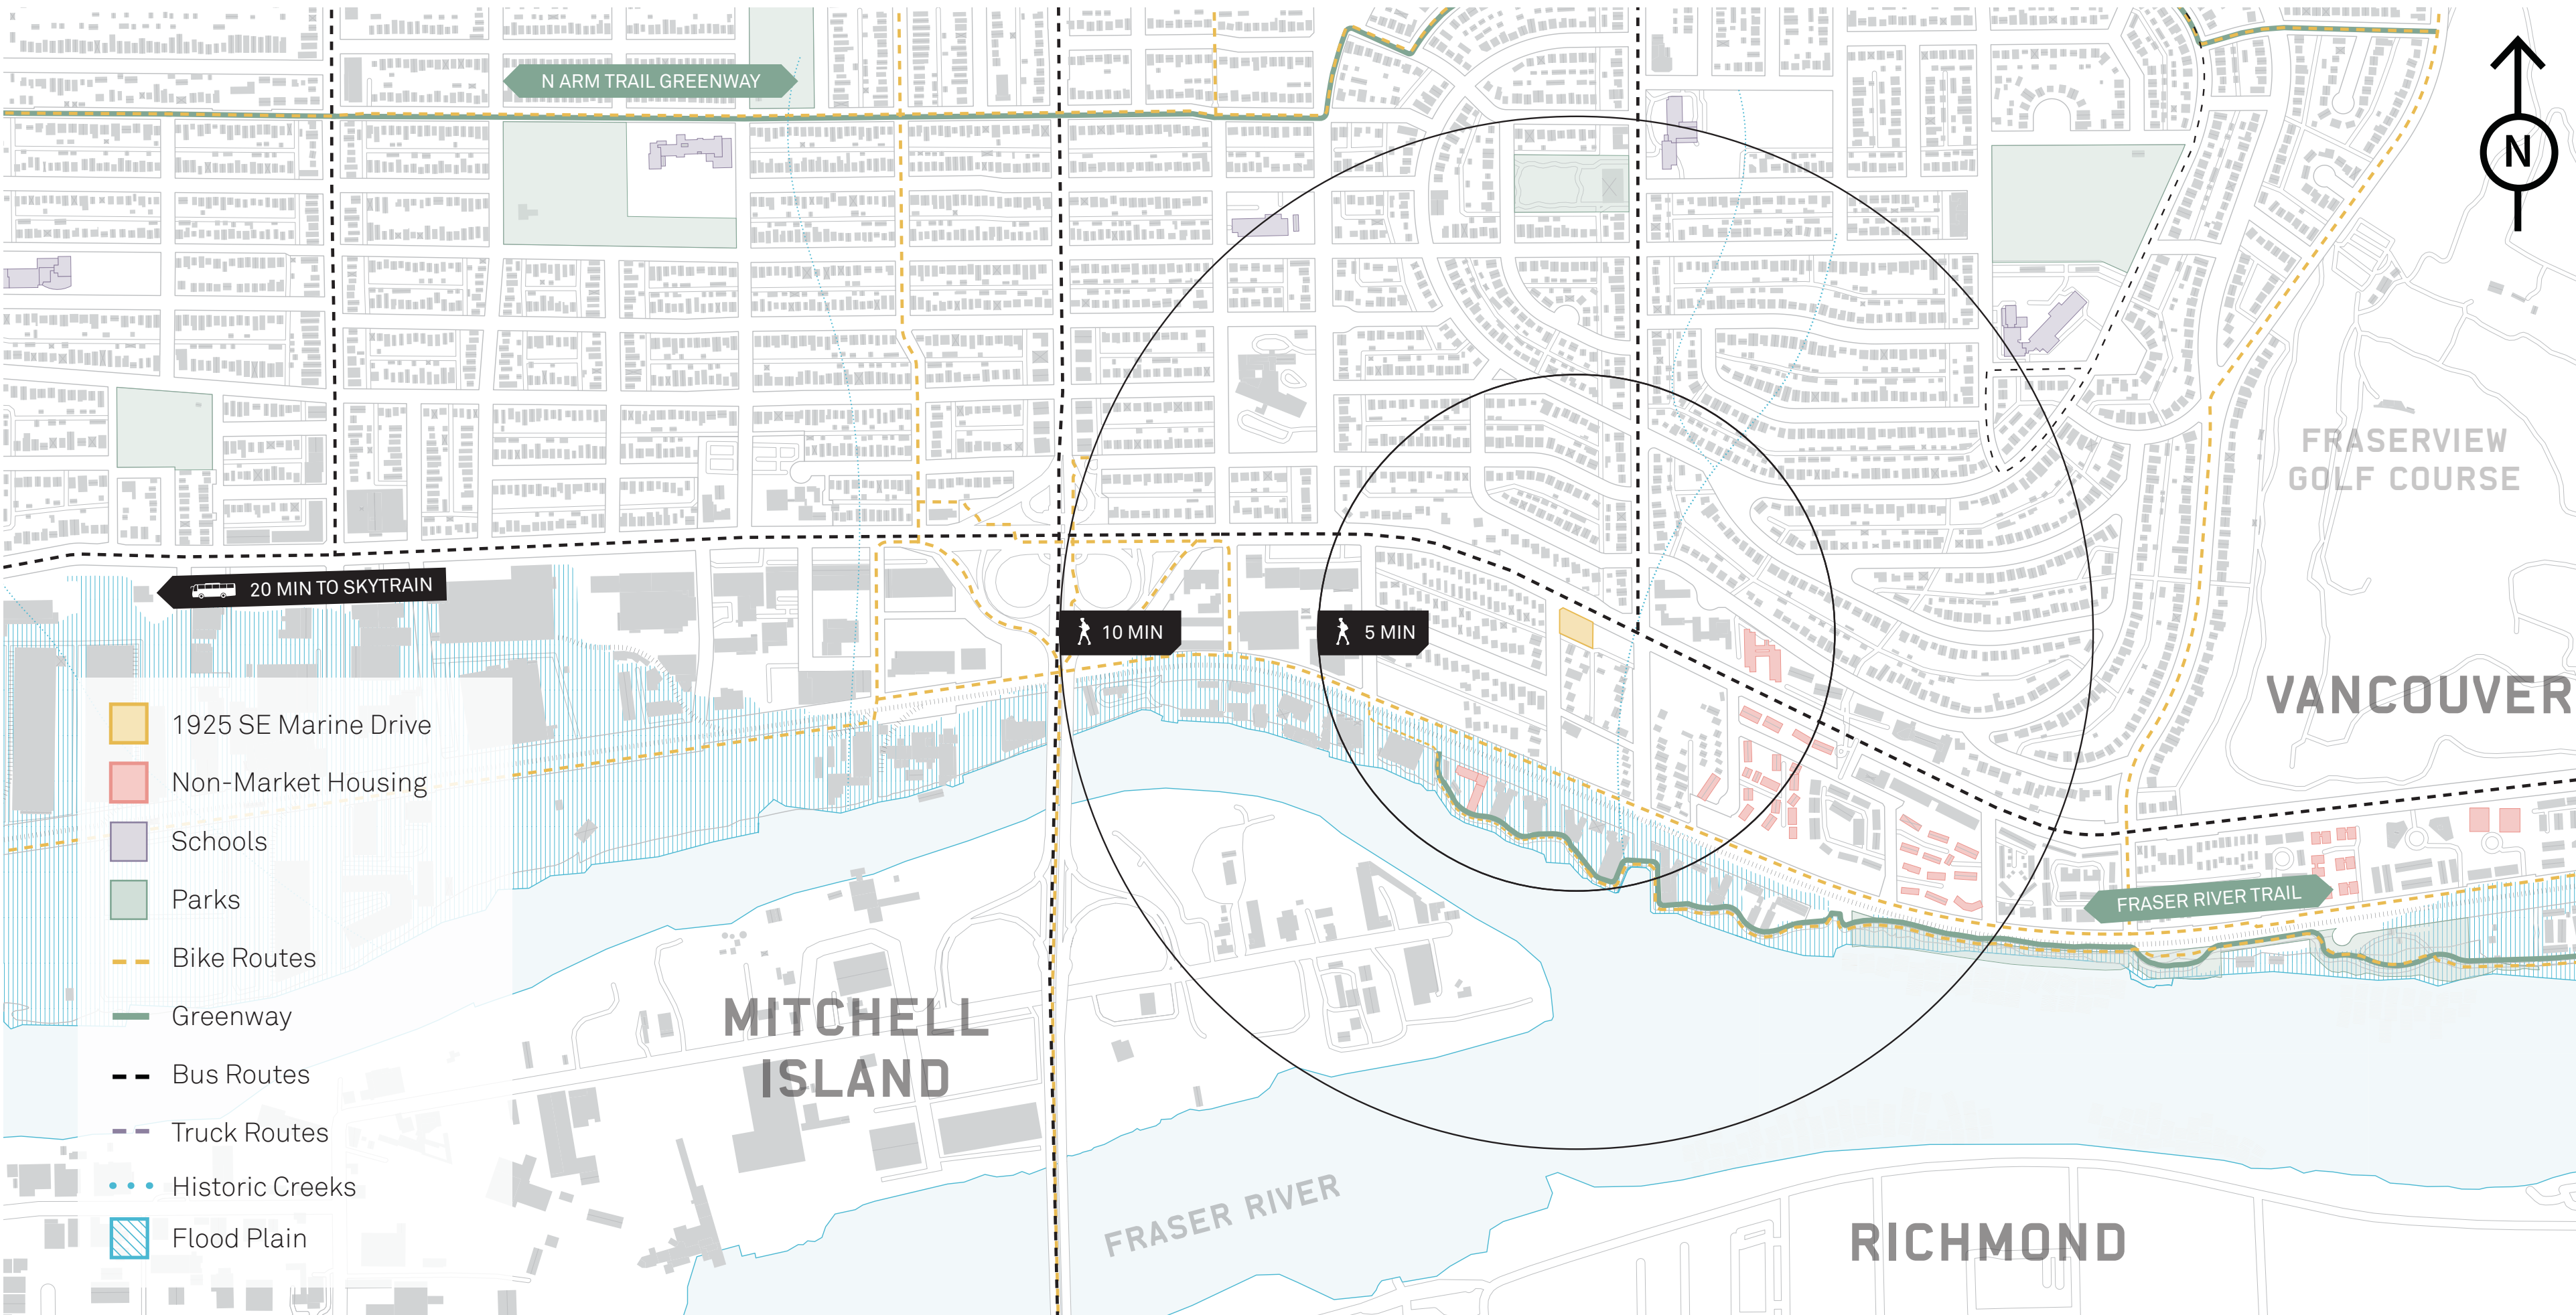 N ARM TRAIL GREENWAY
N
FRASERVIEW
GOLF COURSE
20 MIN TO SKYTRAIN
10 MIN
5 MIN
VANCOUVER
1925 SE Marine Drive
Non-Market Housing
Schools
Parks
Bike Routes
Greenway
Bus Routes
Truck Routes
Historic Creeks
Flood Plain
FRASER RIVER TRAIL
MITCHELL
ISLAND
FRASER RIVER
RICHMOND